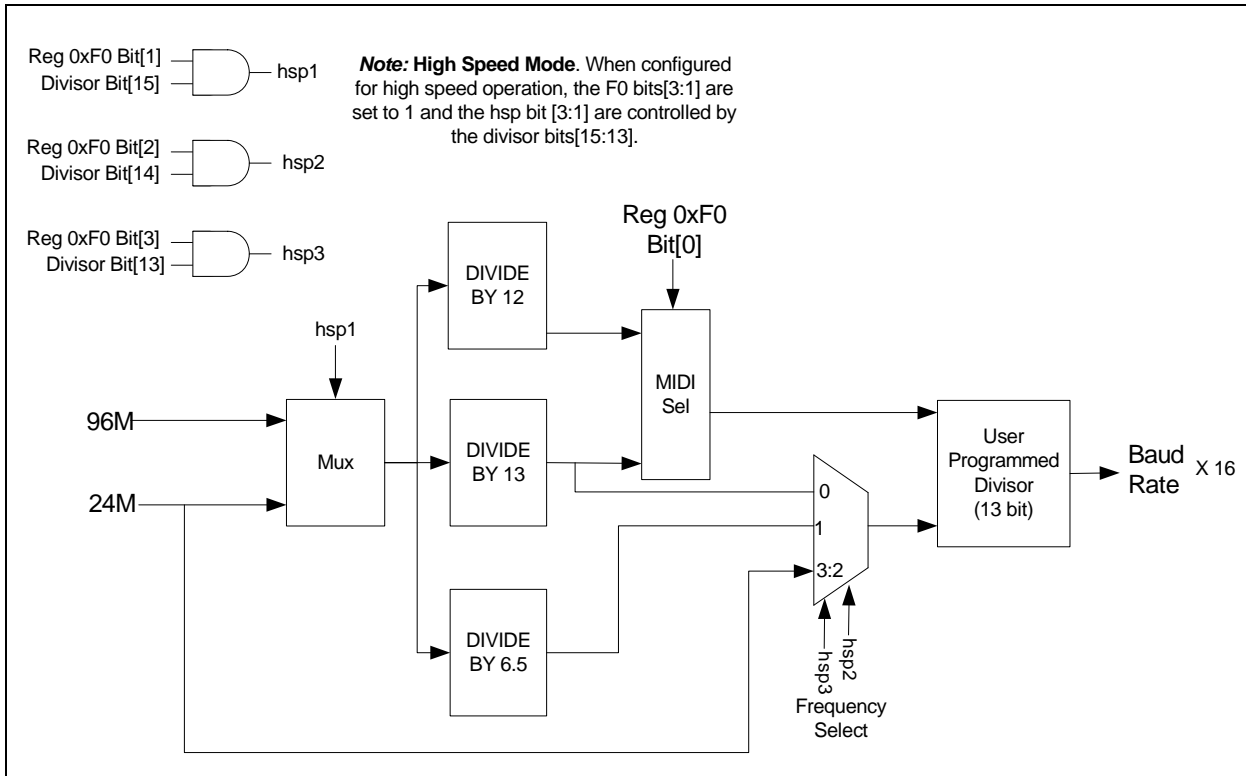 Reg 0xF0 Bit[1]
Divisor Bit[15]
hsp1
Note: High Speed Mode. When configured
for high speed operation, the F0 bits[3:1] are
set to 1 and the hsp bit [3:1] are controlled by
the divisor bits[15:13].
Reg 0xF0 Bit[2]
Divisor Bit[14]
hsp2
Reg 0xF0 Bit[3]
Divisor Bit[13]
hsp3
Reg 0xF0
Bit[0]
DIVIDE
BY 12
hsp1
MIDI
Sel
96M
24M
Mux
DIVIDE
BY 13
User
Programmed
Divisor
(13 bit)
Baud
Rate
X 16
0
1
3:2
DIVIDE
BY 6.5
hsp3
hsp2
Frequency
Select